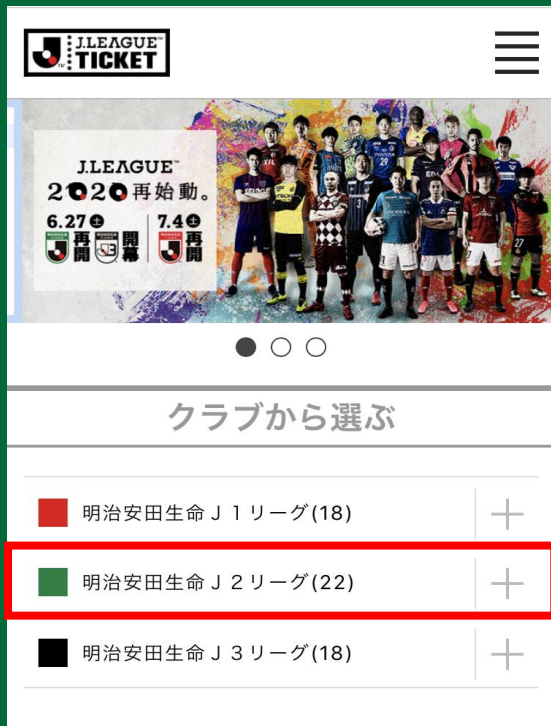 J.LEAGUE™
TICKET
J.LEAGUE™
2020再始動。
6.27土 7.4土
再開 開幕 再開
クラブから選ぶ
明治安田生命Ｊ１リーグ(18)
明治安田生命Ｊ２リーグ(22)
明治安田生命Ｊ３リーグ(18)